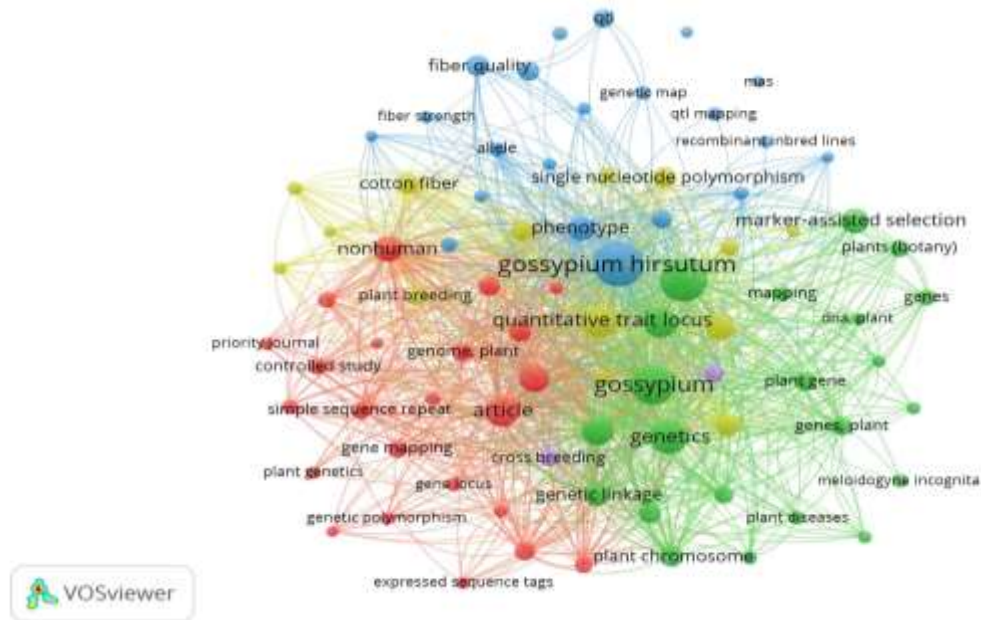 qtl
fiber quality
mas
genetic map
fiber strength
qtl mapping
recombinant inbred lines
allele
single nucleotide polymorphism
cotton fiber
marker-assisted selection
phenotype
nonhuman
plants (botany)
gossypium hirsutum
plant breeding
mapping
genes
quantitative trait locus
dna, plant
priority journal
genome, plant
controlled study
gossypium
plant gene
simple sequence repeat
article
genes, plant
genetics
gene mapping
cross breeding
plant genetics
gene locus
genetic linkage
meloidogyne incognita
genetic polymorphism
plant diseases
plant chromosome
expressed sequence tags
VOSviewer